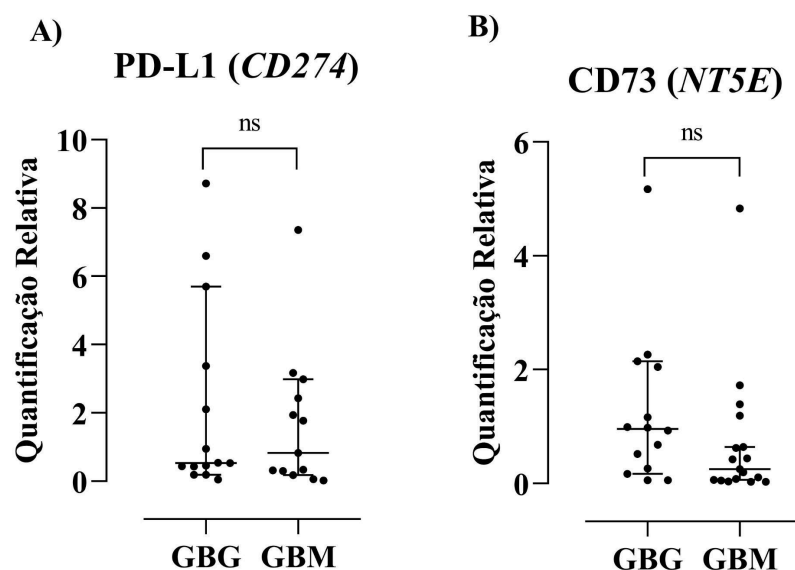 A)
PD-L1 (CD274)
ns
10
8
6
4
2
0
Quantificação Relativa
GBG GBM
B)
CD73 (NT5E)
ns
6
4
2
0
Quantificação Relativa
GBG GBM